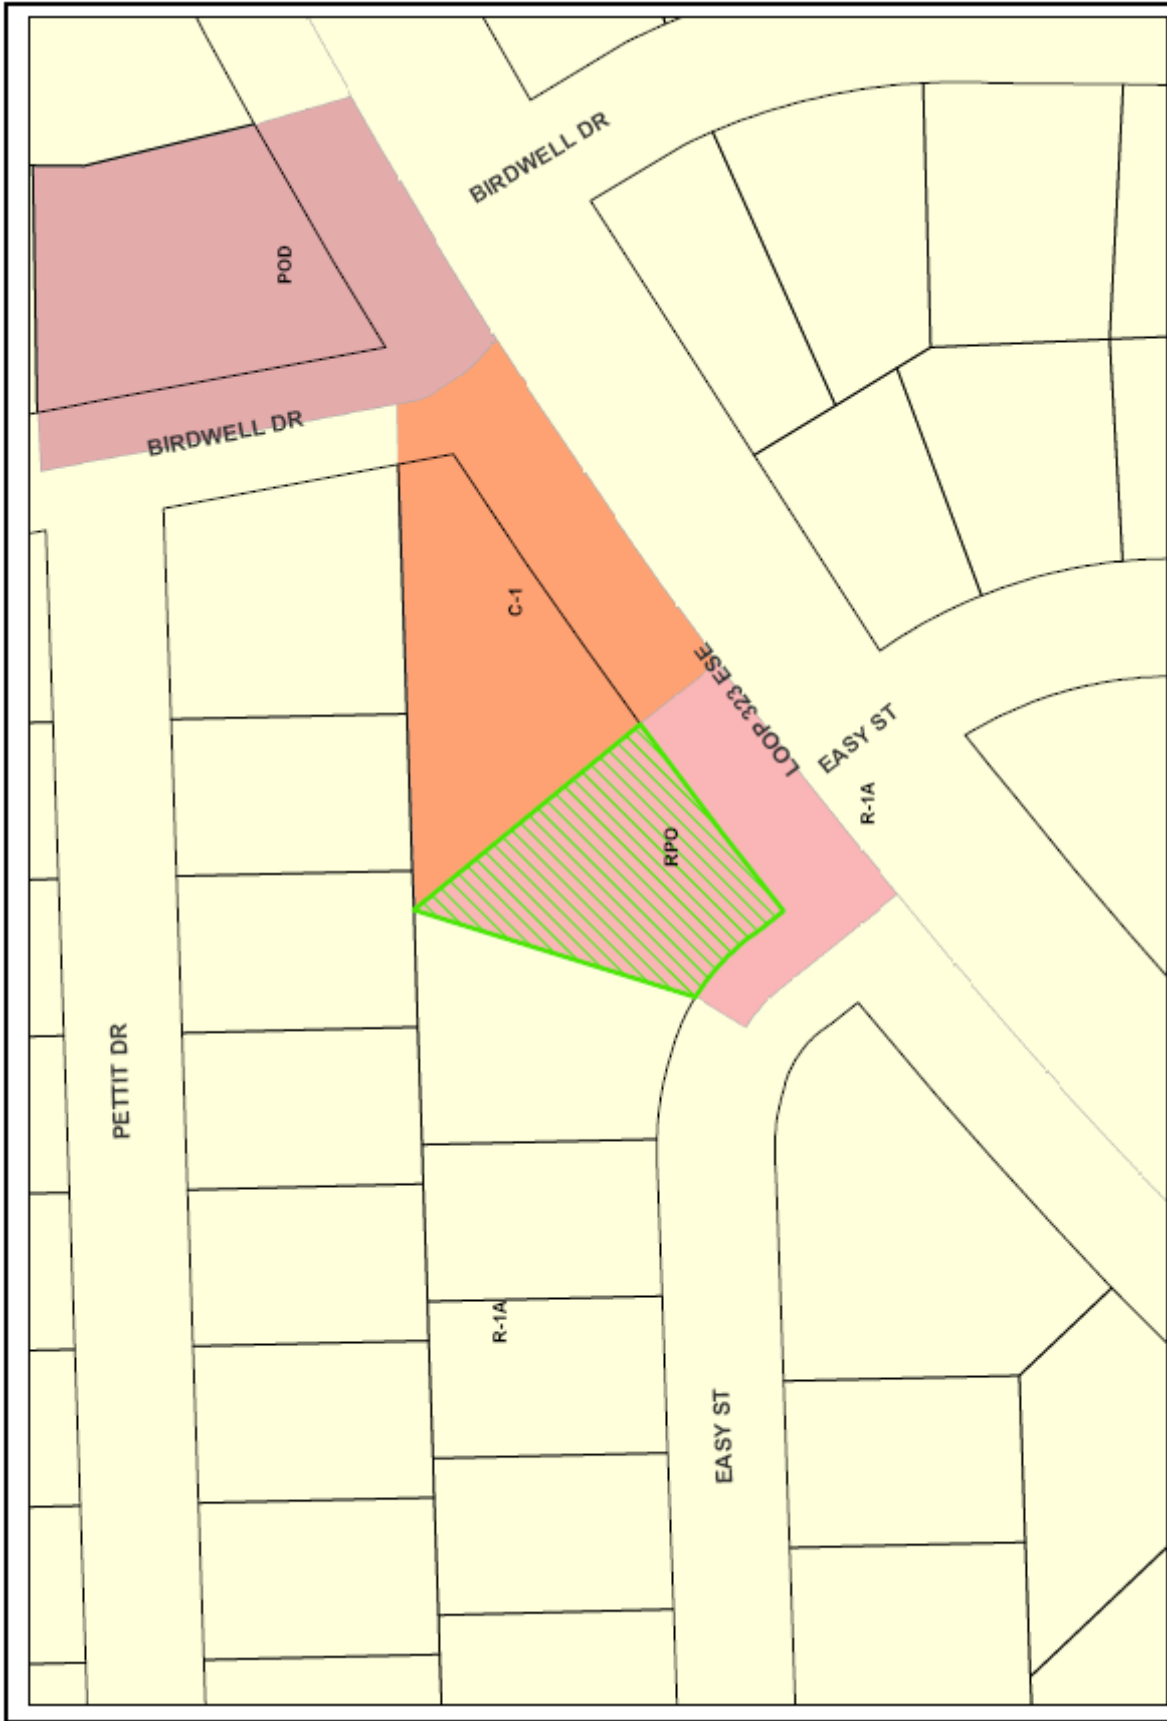 BIRDWELL DR
POD
BIRDWELL DR
C-1
LOOP 323 ESE
EASY ST
R-1A
RPO
PETTIT DR
R-1A
EASY ST